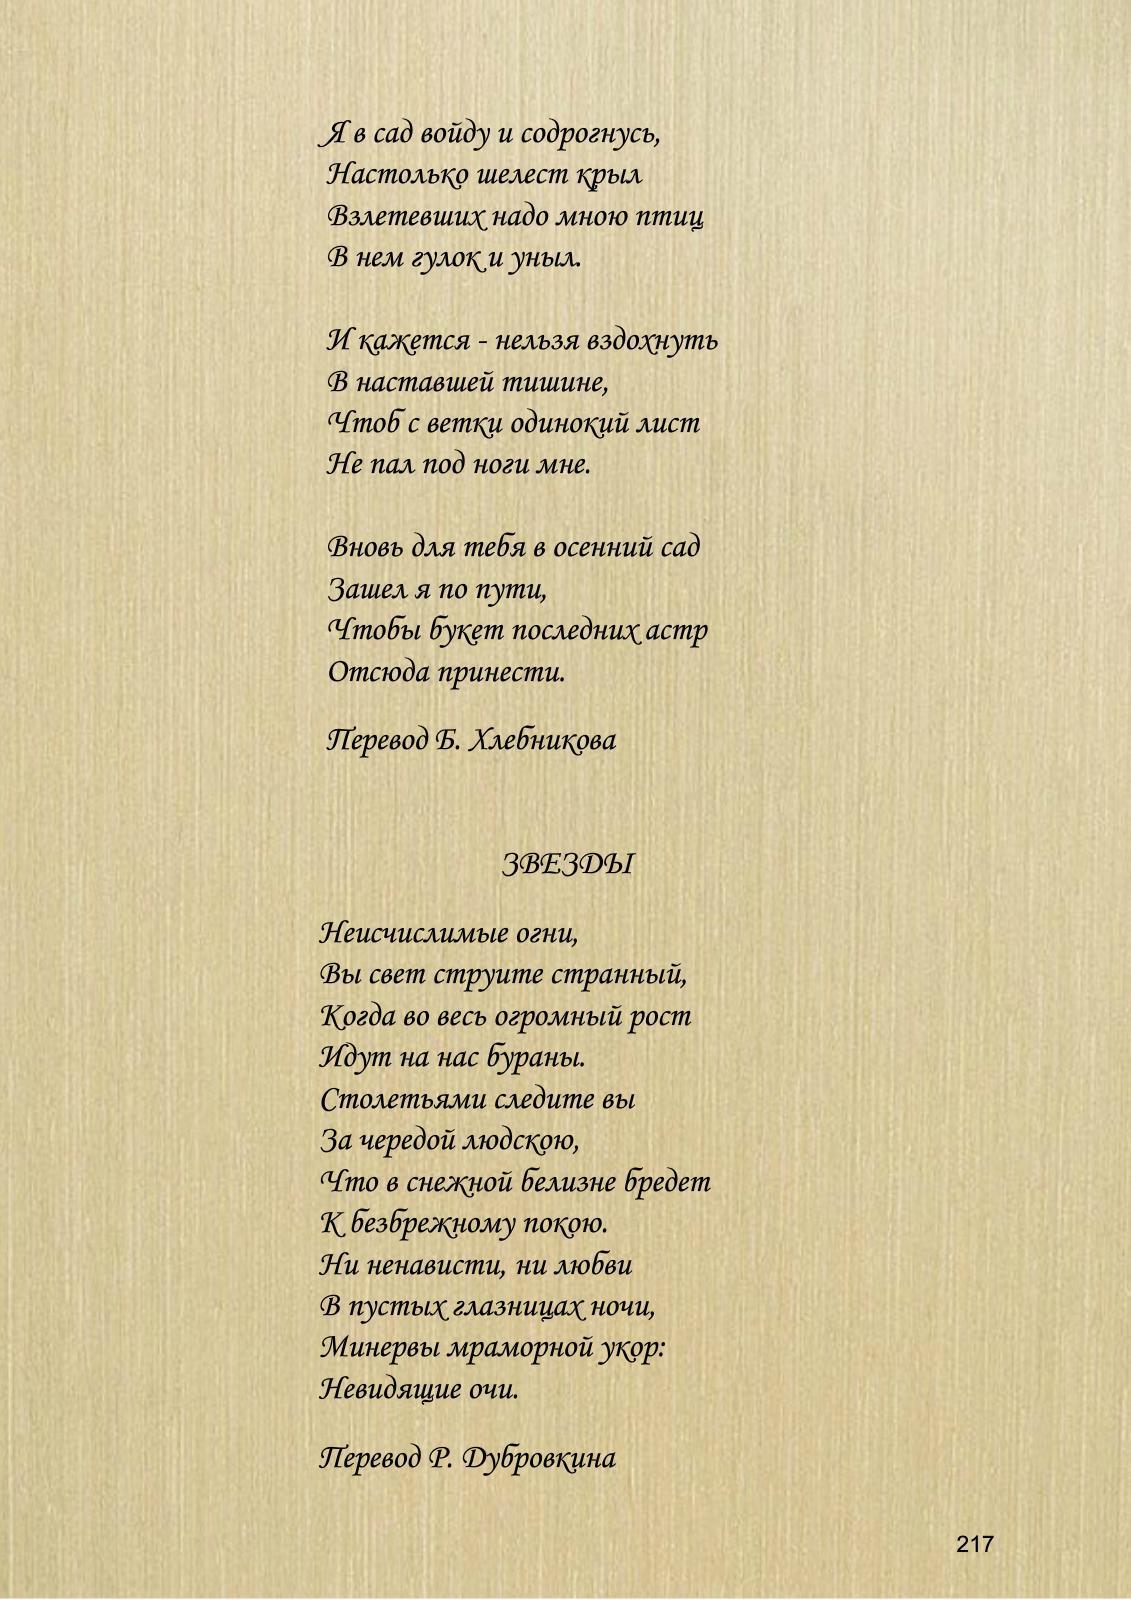 Я в сад войду и содрогнусь,
Настолько шелест крыл
Взлетевших надо мною птиц
В нем гулок и уныл.
И кажется - нельзя вздохнуть
В наставшей тишине,
Чтоб с ветки одинокий лист
Не пал под ноги мне.
Вновь для тебя в осенний сад
Зашел я по пути,
Чтобы букет последних астр
Отсюда принести.
Перевод Б. Хлебникова
ЗВЕЗДЫ
Неисчислимые огни,
Вы свет струите странный,
Когда во весь огромный рост
Идут на нас бураны.
Столетьями следите вы
За чередой людскою,
Что в снежной белизне бредет
К безбрежному покою.
Ни ненависти, ни любви
В пустых глазницах ночи,
Минервы мраморной укор:
Невидящие очи.
Перевод Р. Дубровкина
217